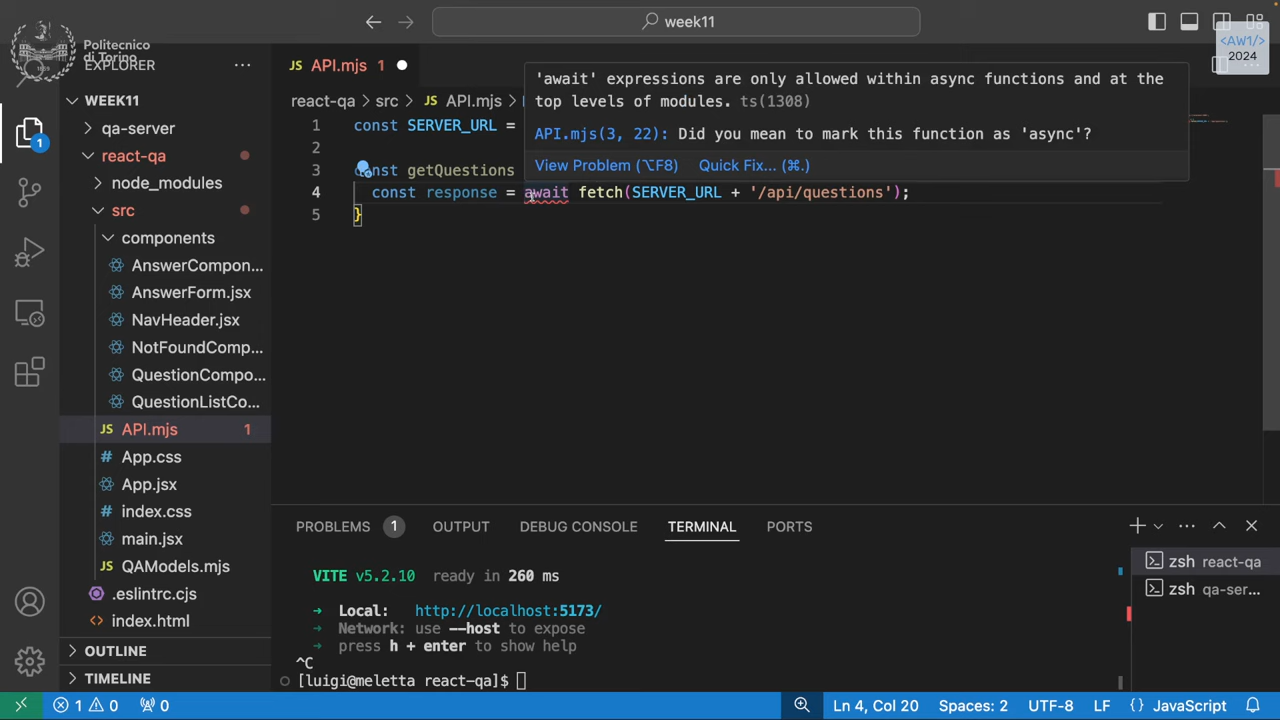 week11
Politecnico
di Torino
<AW1/>
2024
EXPLORER
WEEK11
qa-server
react-qa
node_modules
src
components
AnswerCompon...
AnswerForm.jsx
NavHeader.jsx
NotFoundComp...
QuestionCompo...
QuestionListCo...
JS API.mjs 1
# App.css
App.jsx
# index.css
main.jsx
JS QAModels.mjs
.eslintrc.cjs
<> index.html
OUTLINE
TIMELINE
1
JS API.mjs 1
react-qa > src > JS API.mjs >
'await' expressions are only allowed within async functions and at the
top levels of modules. ts(1308)
API.mjs(3, 22): Did you mean to mark this function as 'async'?
View Problem (⌥F8) Quick Fix... (⌘.)
1 const SERVER_URL =
2
3 const getQuestions
4 const response = await fetch(SERVER_URL + '/api/questions');
5 }
PROBLEMS 1 OUTPUT DEBUG CONSOLE TERMINAL PORTS
VITE v5.2.10 ready in 260 ms
➜ Local: http://localhost:5173/
➜ Network: use --host to expose
➜ press h + enter to show help
^C
[luigi@meletta react-qa]$
zsh react-qa
zsh qa-ser...
1 0 0 Ln 4, Col 20 Spaces: 2 UTF-8 LF {} JavaScript